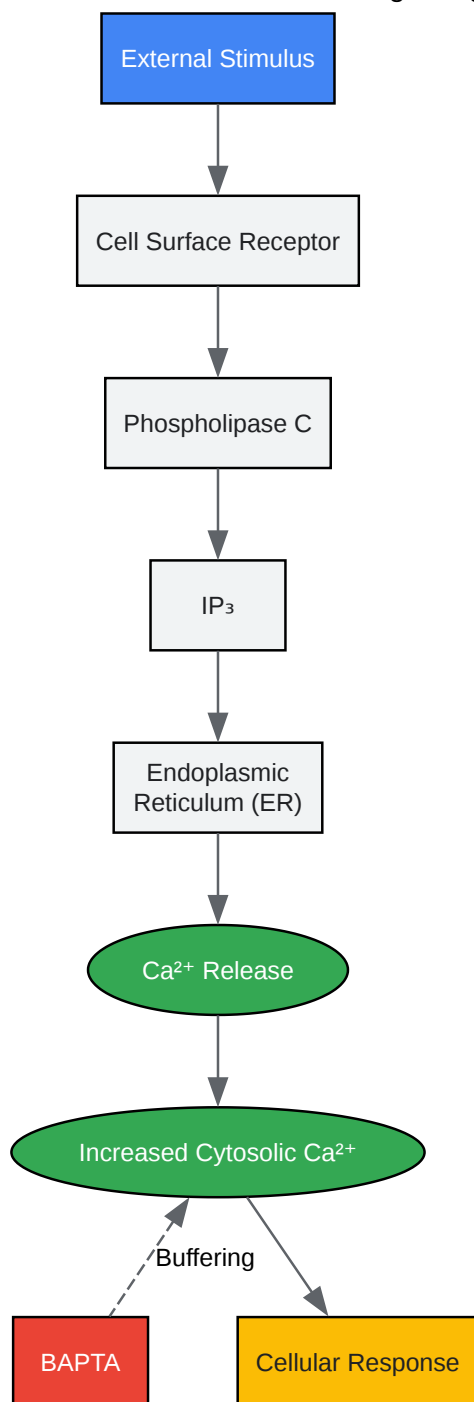 External Stimulus
Cell Surface Receptor
Phospholipase C
IP₃
Endoplasmic
Reticulum (ER)
Ca²⁺ Release
Increased Cytosolic Ca²⁺
Buffering
BAPTA
Cellular Response